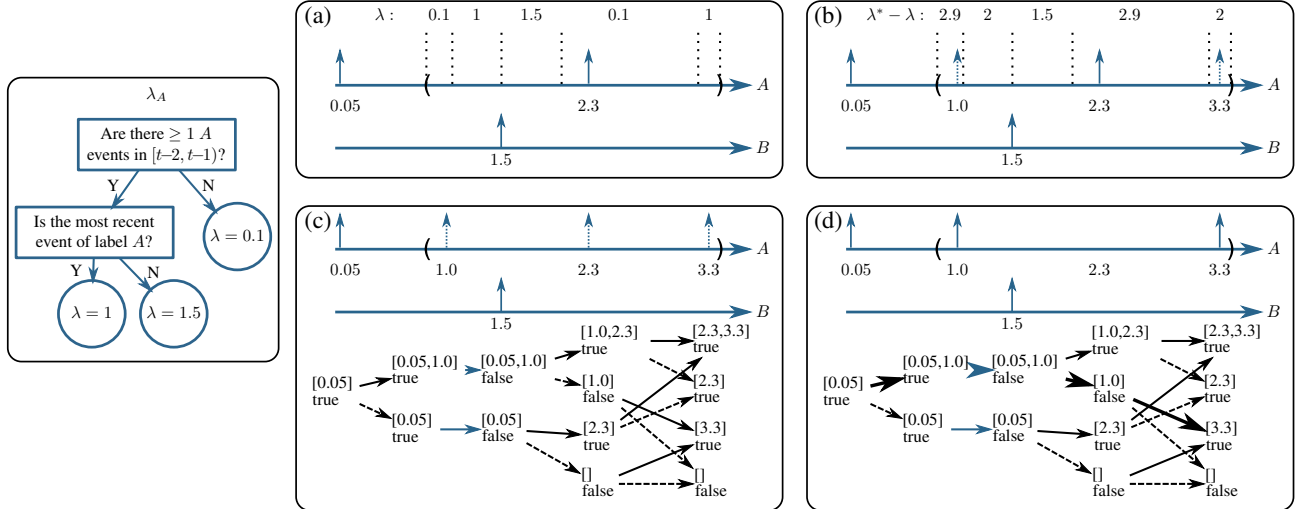 λ_A
Are there ≥ 1 A
events in [t−2, t−1)?
Y
N
Is the most recent
event of label A?
λ = 0.1
Y
N
λ = 1
λ = 1.5
(a)
λ : 0.1 1 1.5 0.1 1
( )
A
0.05 2.3
B
1.5
(b)
λ* − λ : 2.9 2 1.5 2.9 2
( )
A
0.05 1.0 2.3 3.3
B
1.5
(c)
( )
A
0.05 1.0 2.3 3.3
B
1.5
[1.0,2.3] [2.3,3.3]
true true
[0.05,1.0] [0.05,1.0]
true false
[0.05] [1.0] [2.3]
true false true
[0.05] [0.05] [2.3] [3.3]
true false true true
[] []
false false
(d)
( )
A
0.05 1.0 2.3 3.3
B
1.5
[1.0,2.3] [2.3,3.3]
true true
[0.05,1.0] [0.05,1.0]
true false
[0.05] [1.0] [2.3]
true false true
[0.05] [0.05] [2.3] [3.3]
true false true true
[] []
false false